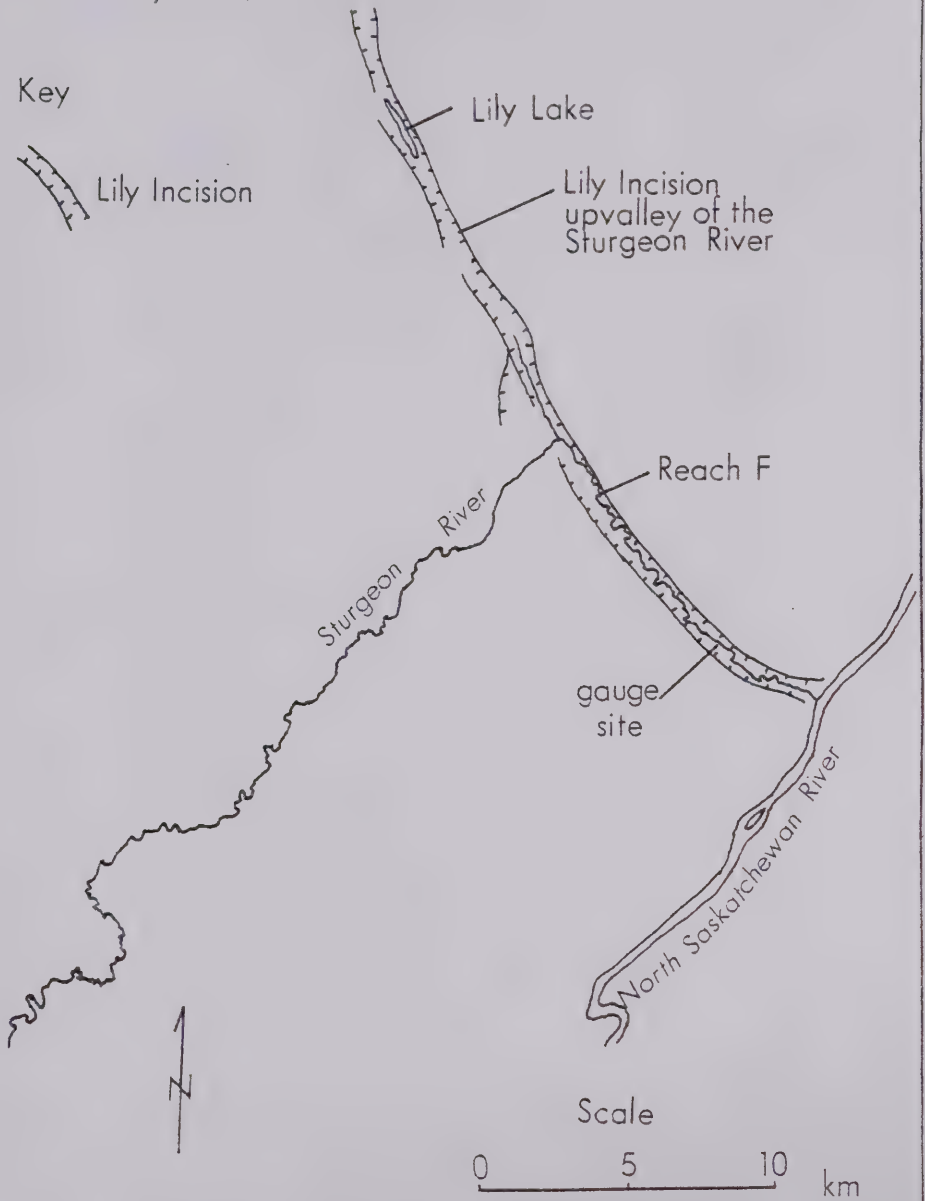 Key
Lily Lake
Lily Incision
Lily Incision
upvalley of the
Sturgeon River
Reach F
Sturgeon River
gauge
site
North Saskatchewan River
N
Scale
0 5 10 km